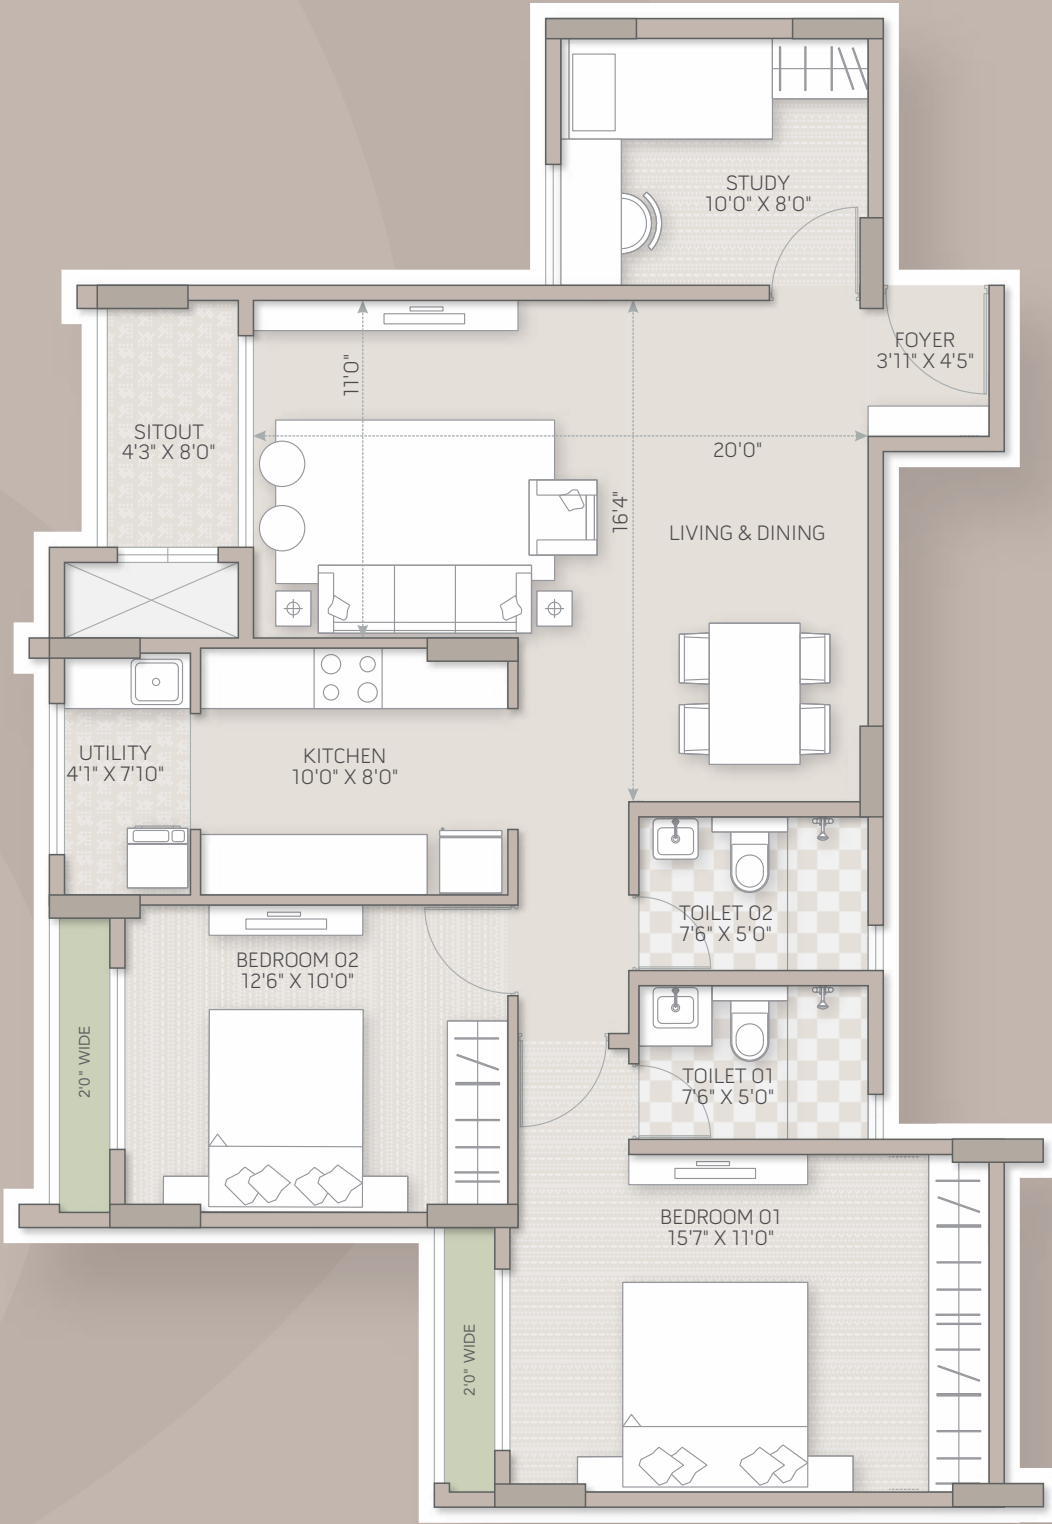 STUDY
10'0" X 8'0"
FOYER
3'11" X 4'5"
11'0"
SITOUT
4'3" X 8'0"
20'0"
16'4"
LIVING & DINING
UTILITY
4'1" X 7'10"
KITCHEN
10'0" X 8'0"
TOILET 02
7'6" X 5'0"
BEDROOM 02
12'6" X 10'0"
2'0" WIDE
TOILET 01
7'6" X 5'0"
BEDROOM 01
15'7" X 11'0"
2'0" WIDE